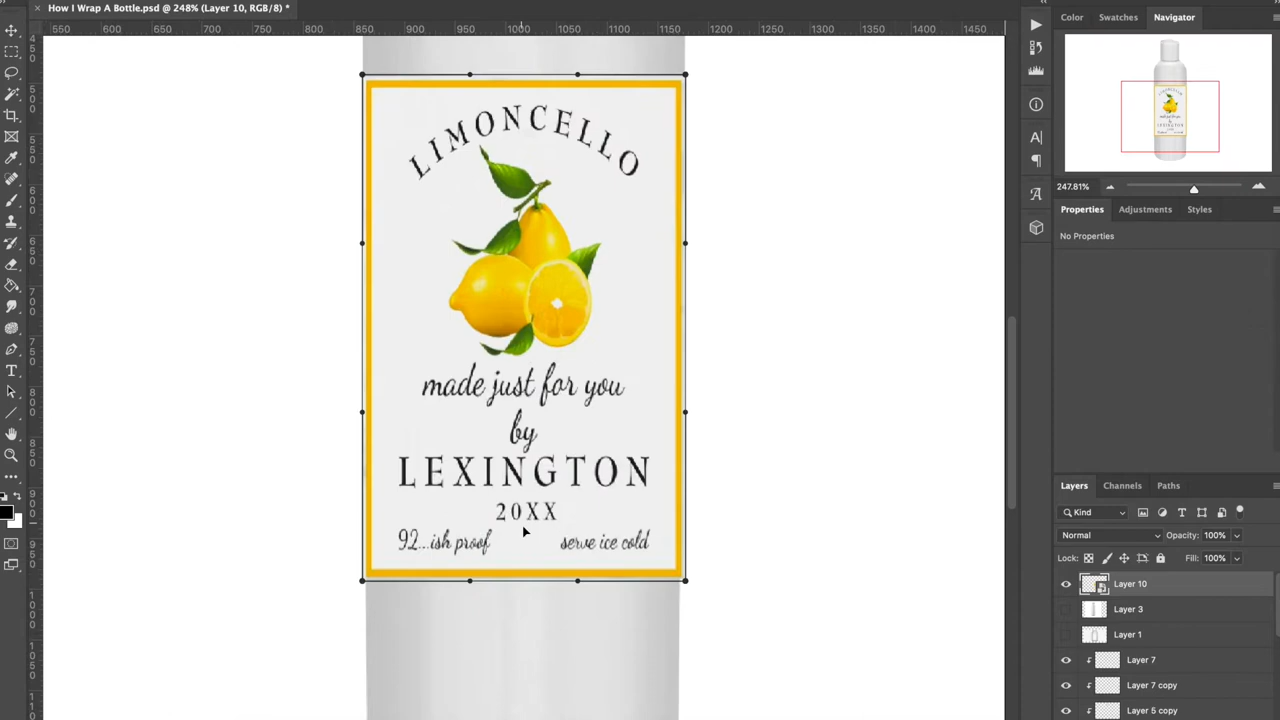 How I Wrap A Bottle.psd @ 248% (Layer 10, RGB/8) *
550 600 650 700 750 800 850 900 950 1000 1050 1100 1150 1200 1250 1300 1350 1400 1450
LIMONCELLO
made just for you
by
LEXINGTON
20XX
92...ish proof
serve ice cold
Color Swatches Navigator
247.81%
Properties Adjustments Styles
No Properties
Layers Channels Paths
Kind
Normal Opacity: 100%
Lock: Fill: 100%
Layer 10
Layer 3
Layer 1
Layer 7
Layer 7 copy
Layer 5 copy